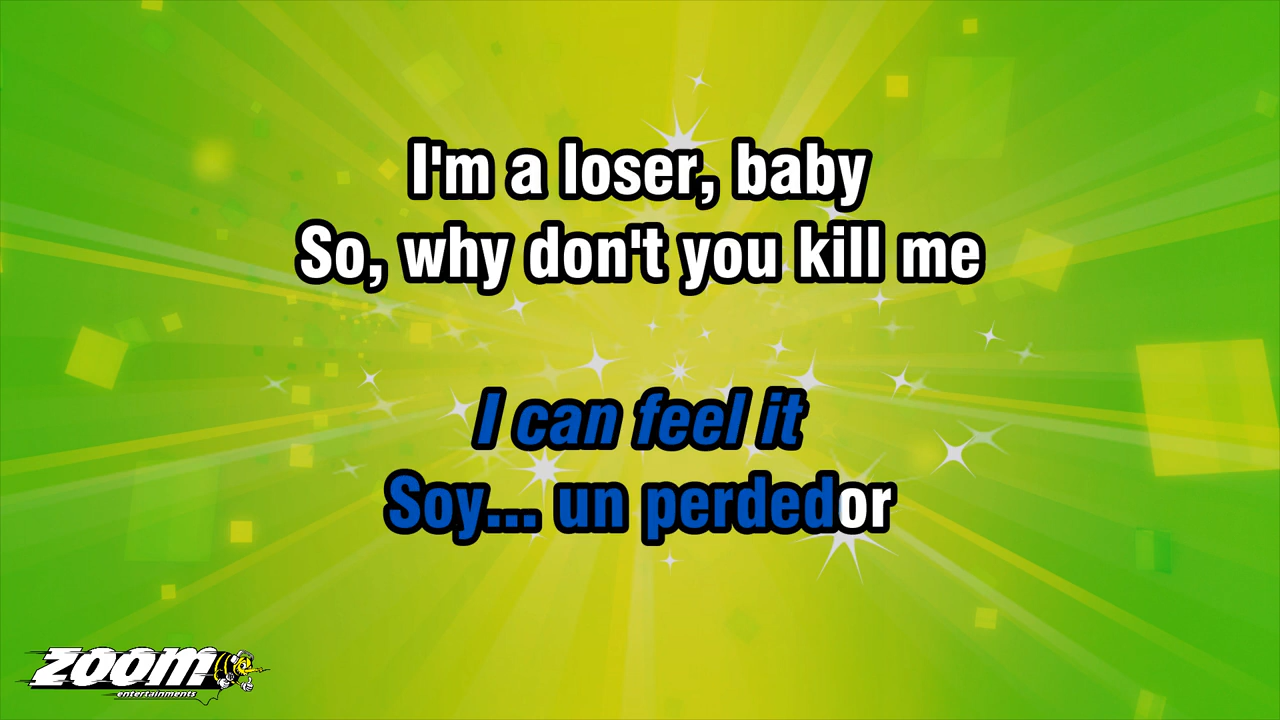 I'm a loser, baby
So, why don't you kill me
I can feel it
Soy... un perdedor
zoom
entertainments